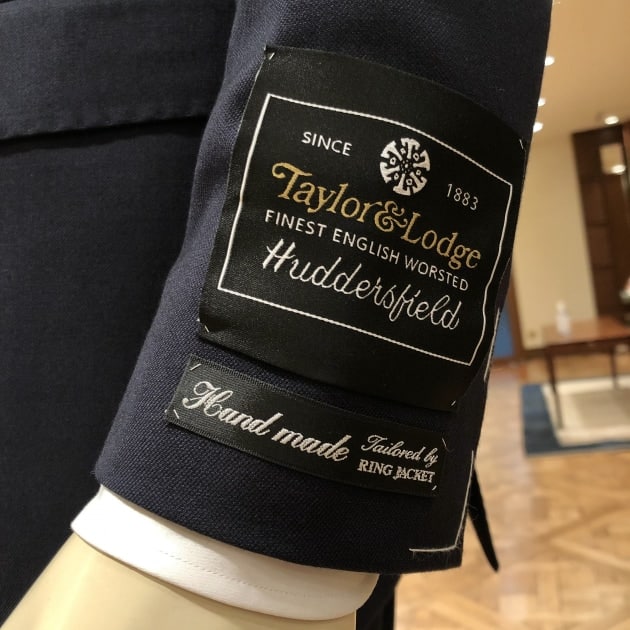 SINCE 1883
Taylor & Lodge
FINEST ENGLISH WORSTED
Huddersfield
Hand made
Tailored by
RING JACKET